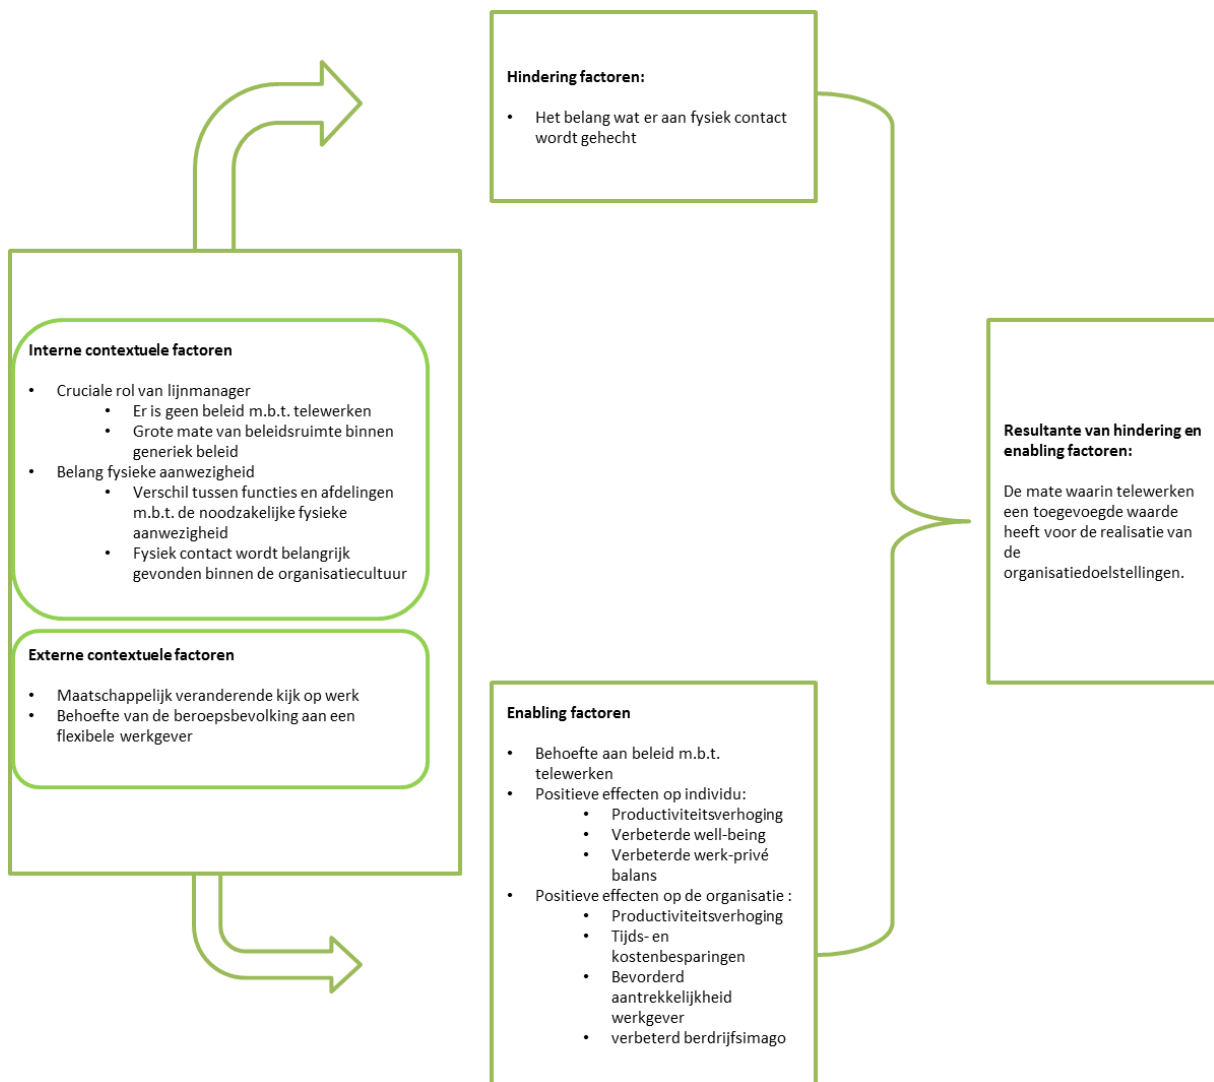 Hindering factoren:
• Het belang wat er aan fysiek contact
wordt gehecht
Interne contextuele factoren
• Cruciale rol van lijnmanager
• Er is geen beleid m.b.t. telewerken
• Grote mate van beleidsruimte binnen
generiek beleid
• Belang fysieke aanwezigheid
• Verschil tussen functies en afdelingen
m.b.t. de noodzakelijke fysieke
aanwezigheid
• Fysiek contact wordt belangrijk
gevonden binnen de organisatiecultuur
Externe contextuele factoren
• Maatschappelijk veranderende kijk op werk
• Behoefte van de beroepsbevolking aan een
flexibele werkgever
Enabling factoren
• Behoefte aan beleid m.b.t.
telewerken
• Positieve effecten op individu:
• Productiviteitsverhoging
• Verbeterde well-being
• Verbeterde werk-privé
balans
• Positieve effecten op de organisatie :
• Productiviteitsverhoging
• Tijds- en
kostenbesparingen
• Bevorderd
aantrekkelijkheid
werkgever
• verbeterd berdrijfsimago
Resultante van hindering en
enabling factoren:
De mate waarin telewerken
een toegevoegde waarde
heeft voor de realisatie van
de
organisatiedoelstellingen.